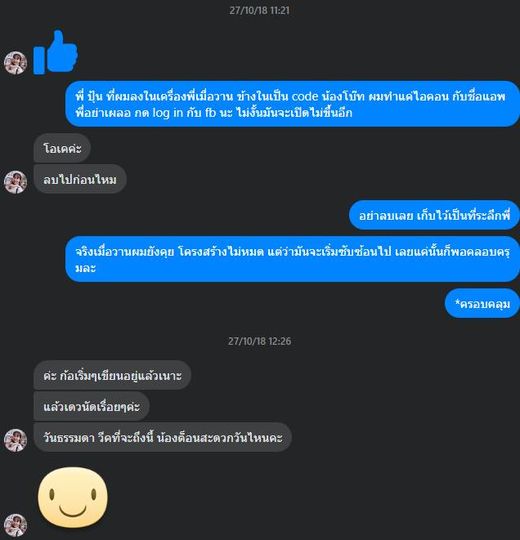 27/10/18 11:21
พี่ ปุ้น ที่ผมลงในเครื่องพี่เมื่อวาน ข้างในเป็น code น้องโบ๊ท ผมทำแค่ไอคอน กับชื่อแอพ
พี่อย่าเผลอ กด log in กับ fb นะ ไม่งั้นมันจะเปิดไม่ขึ้นอีก
โอเคค่ะ
ลบไปก่อนไหม
อย่าลบเลย เก็บไว้เป็นที่ระลึกพี่
จริงเมื่อวานผมยังคุย โครงสร้างไม่หมด แต่ว่ามันจะเริ่มซับซ้อนไป เลยแค่นั้นก็พอคลอบครุ
มละ
*ครอบคลุม
27/10/18 12:26
ค่ะ ก้อเริ่มๆเขียนอยู่แล้วเนาะ
แล้วเดวนัดเรื่อยๆค่ะ
วันธรรมดา วีคที่จะถึงนี้ น้องต็อนสะดวกวันไหนคะ